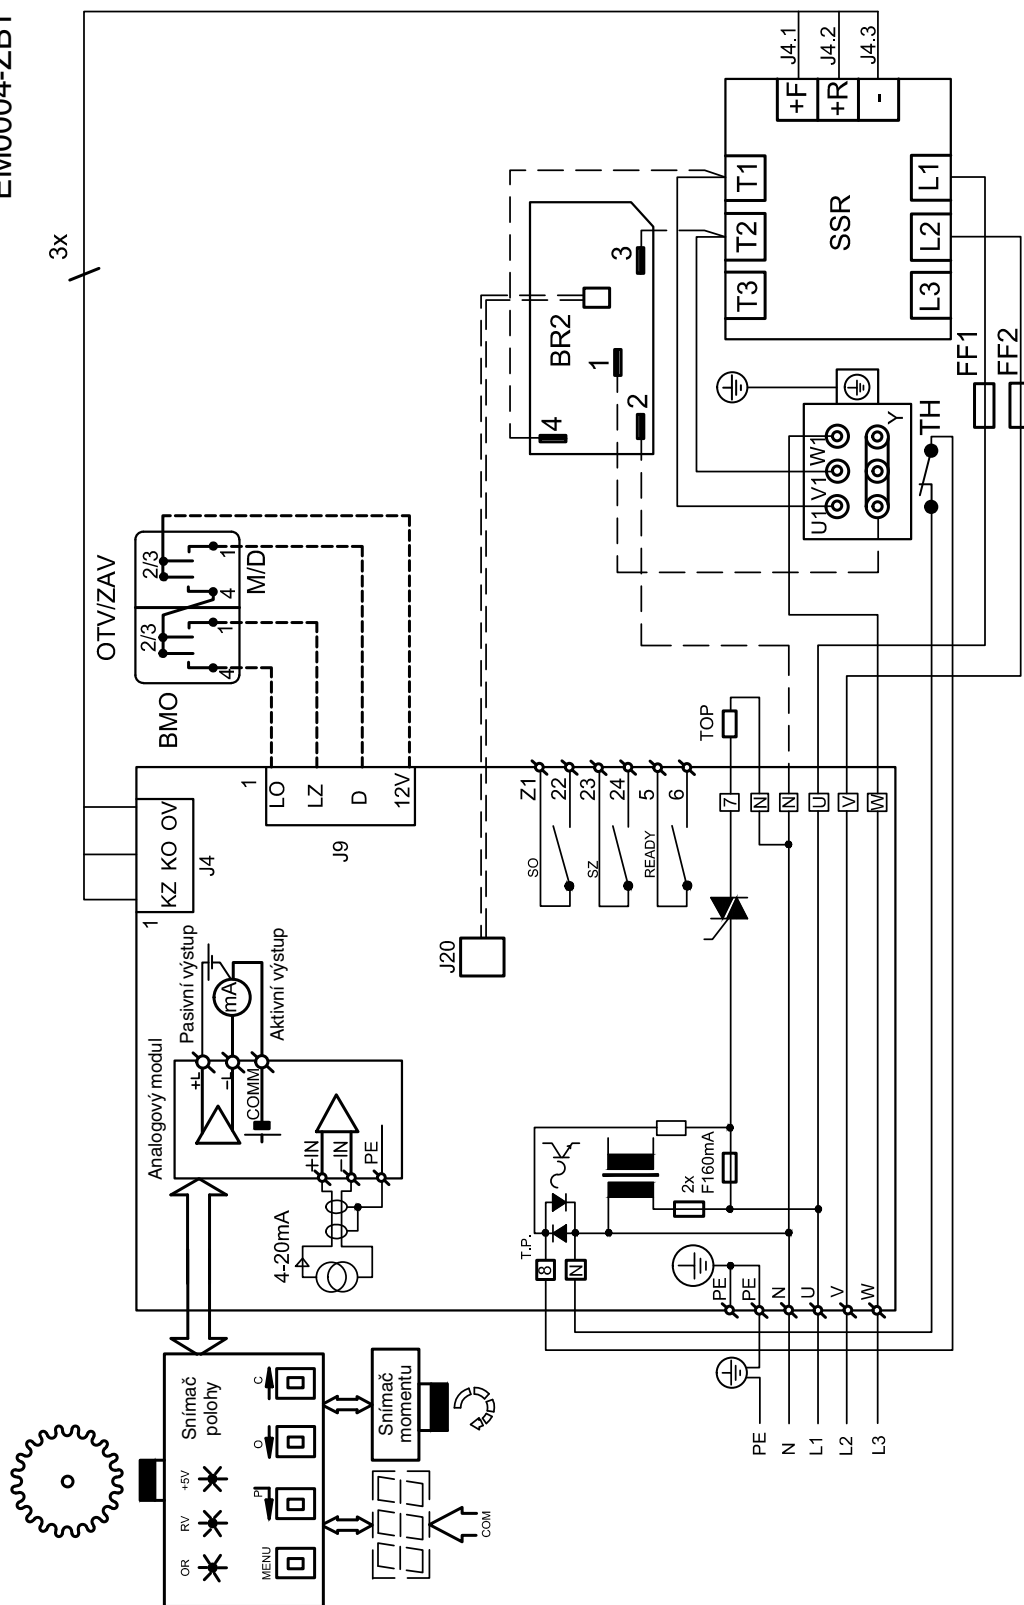 EM0004-ZB1
3x
J4.1
J4.2
J4.3
+F
+R
-
T1
T2
T3
SSR
L1
L2
L3
FF1
FF2
BR2
3
1
2
4
OTV/ZAV
2/3
1
4
M/D
2/3
1
4
BMO
U1
V1
W1
Y
TH
TOP
KZ
KO
OV
J4
1
1
LO
LZ
D
12V
J9
Z1
22
23
24
5
6
SO
SZ
READY
7
N
N
U
V
W
J20
Pasivní výstup
mA
Aktivní výstup
Analogový modul
+L
-L
COMM
+IN
-IN
PE
4-20mA
T.P.
8
N
2x
F160mA
PE
PE
N
U
V
W
PE
N
L1
L2
L3
Snímač
polohy
+5V
RV
OR
C
O
P
MENU
Snímač
momentu
COM